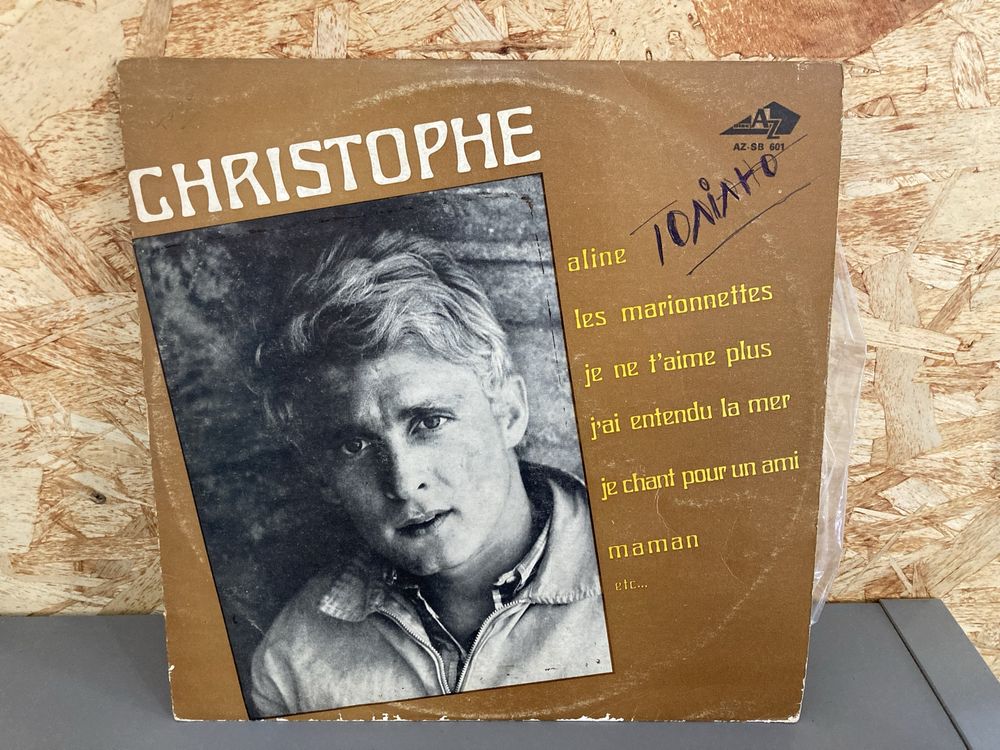 CHRISTOPHE
AZ
AZ-SB 601
aline
les marionnettes
je ne t'aime plus
j'ai entendu la mer
je chant pour un ami
maman
etc...